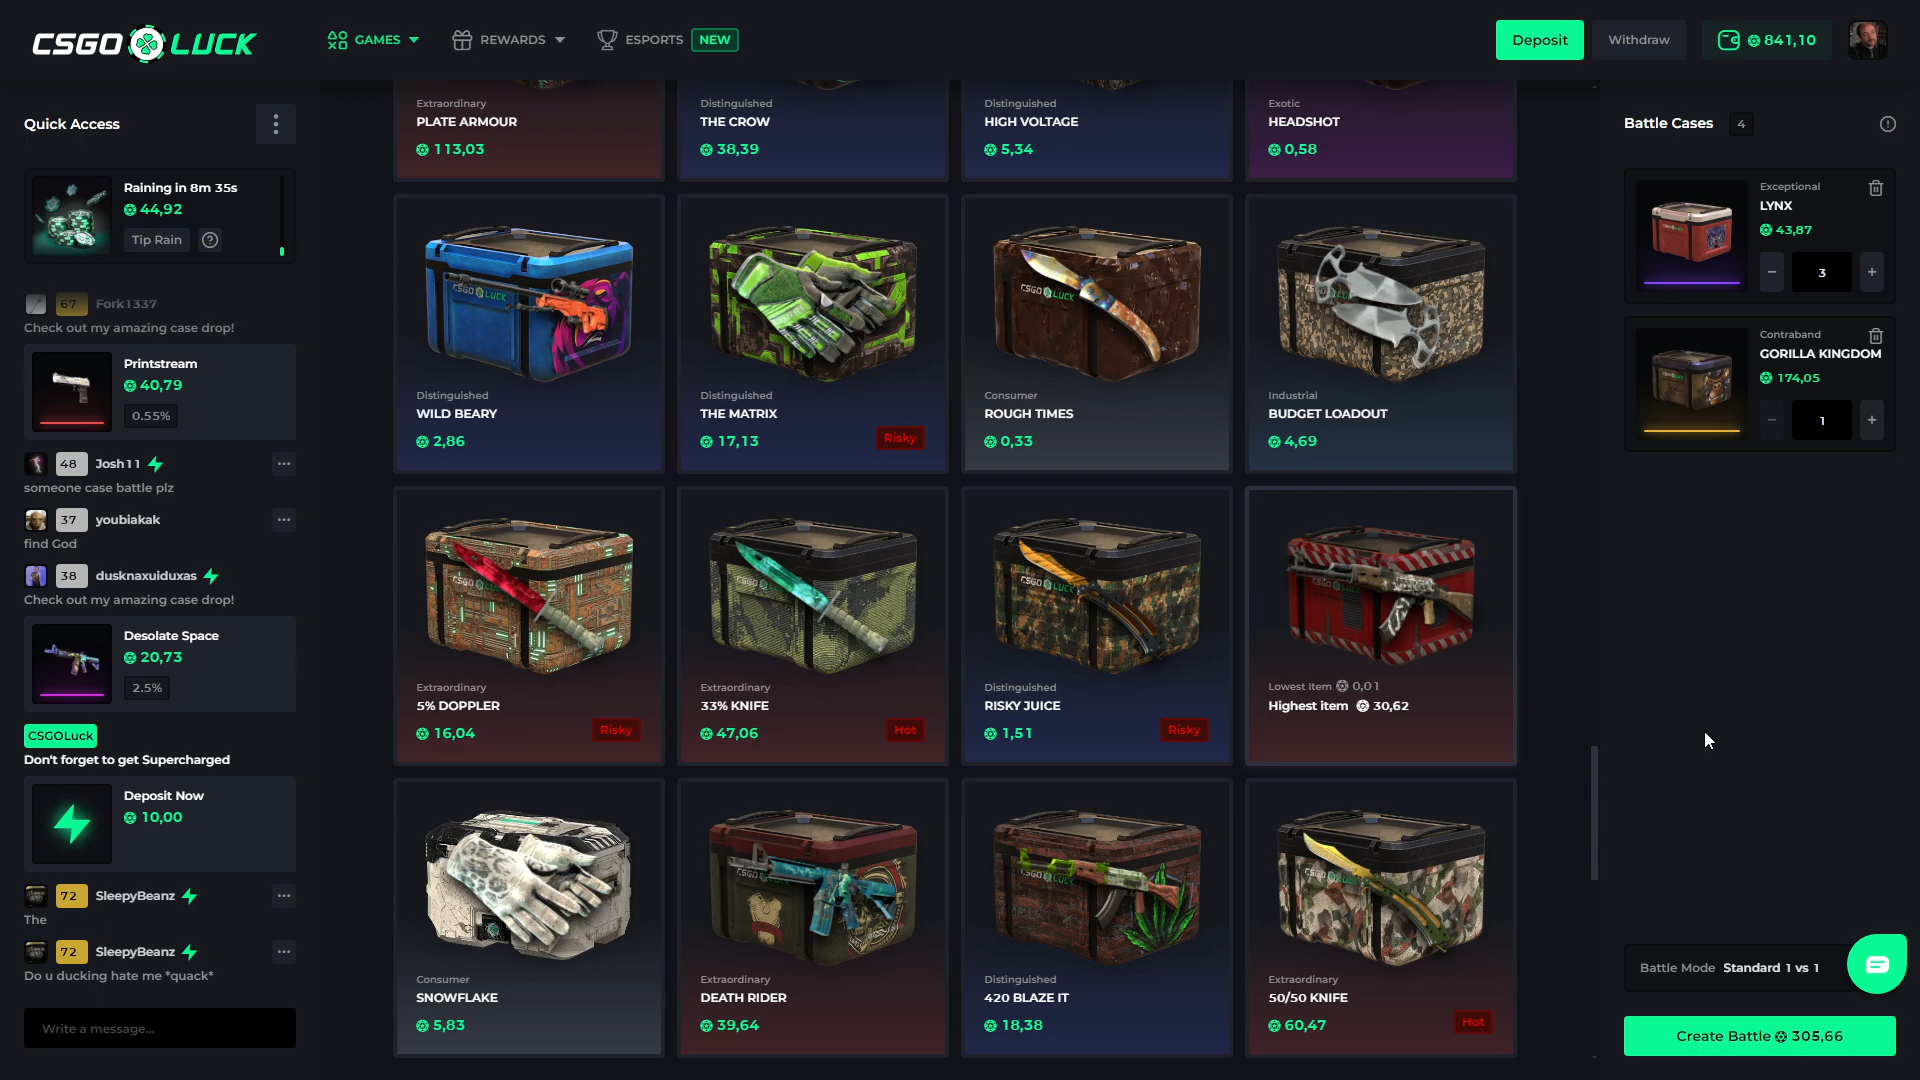 CSGO LUCK
GAMES
REWARDS
ESPORTS NEW
Deposit
Withdraw
841,10
Quick Access
Raining in 8m 35s
44,92
Tip Rain
67 Fork1337
Check out my amazing case drop!
Printstream
40,79
0.55%
48 Josh11
someone case battle plz
37 youbiakak
find God
38 dusknaxuiduxas
Check out my amazing case drop!
Desolate Space
20,73
2.5%
CSGOLuck
Don't forget to get Supercharged
Deposit Now
10,00
72 SleepyBeanz
The
72 SleepyBeanz
Do u ducking hate me *quack*
Write a message...
Extraordinary
PLATE ARMOUR
113,03
Distinguished
THE CROW
38,39
Distinguished
HIGH VOLTAGE
5,34
Exotic
HEADSHOT
0,58
Distinguished
WILD BEARY
2,86
Distinguished
THE MATRIX
17,13
Risky
Consumer
ROUGH TIMES
0,33
Industrial
BUDGET LOADOUT
4,69
Extraordinary
5% DOPPLER
16,04
Risky
Extraordinary
33% KNIFE
47,06
Hot
Distinguished
RISKY JUICE
1,51
Risky
Lowest Item 0,01
Highest item 30,62
Consumer
SNOWFLAKE
5,83
Extraordinary
DEATH RIDER
39,64
Distinguished
420 BLAZE IT
18,38
Extraordinary
50/50 KNIFE
60,47
Hot
Battle Cases 4
Exceptional
LYNX
43,87
- 3 +
Contraband
GORILLA KINGDOM
174,05
- 1 +
Battle Mode Standard 1 vs 1
Create Battle 305,66